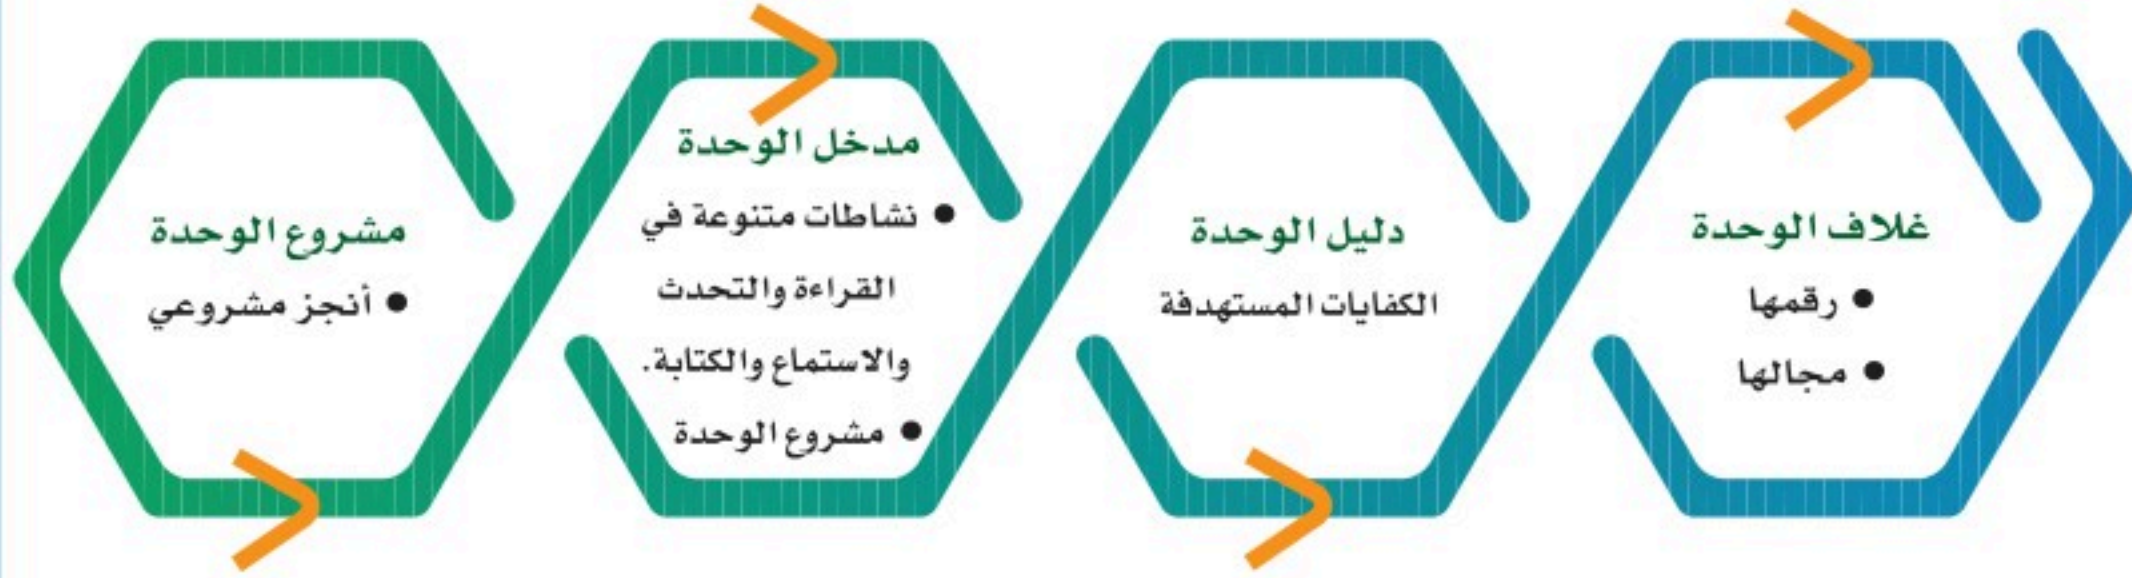 غلاف الوحدة
● رقمها
● مجالها
دليل الوحدة
الكفايات المستهدفة
مدخل الوحدة
● نشاطات متنوعة في
القراءة والتحدث
والاستماع والكتابة.
● مشروع الوحدة
مشروع الوحدة
● أنجز مشروعي